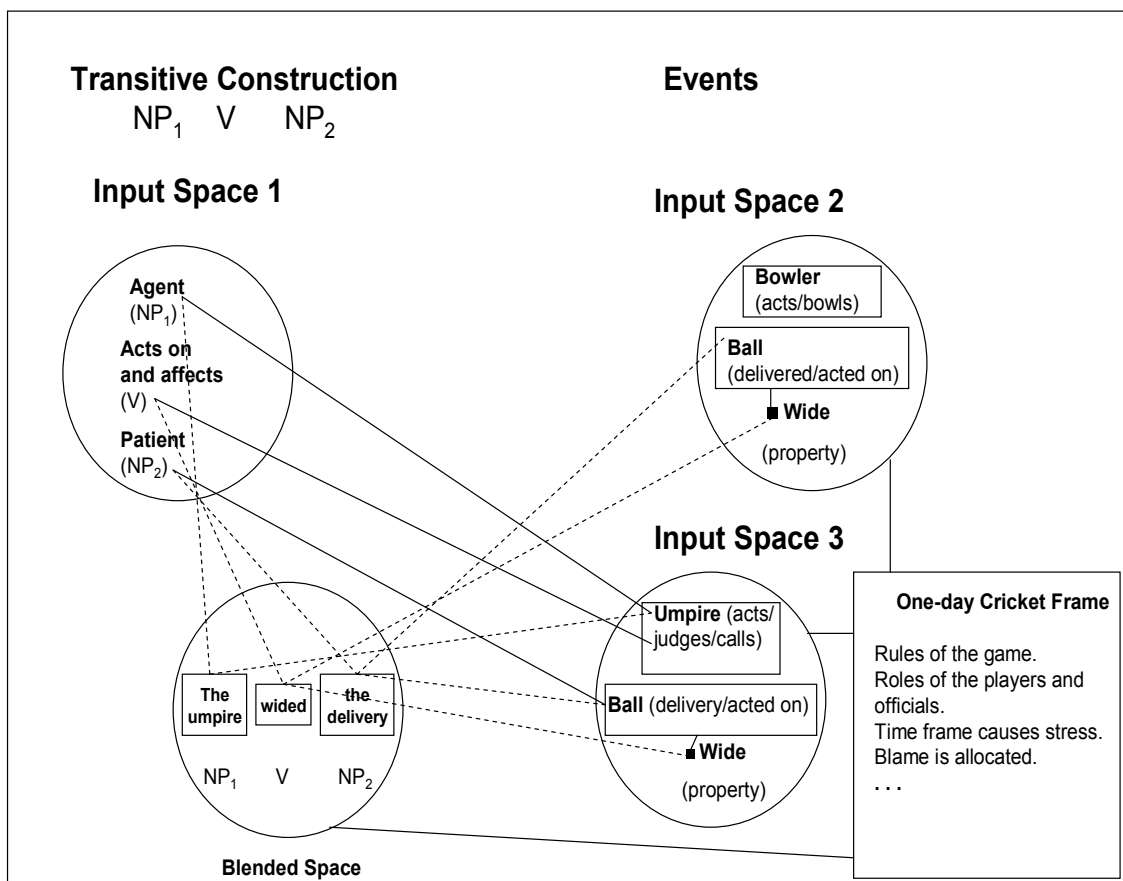 Transitive Construction
NP₁ V NP₂
Events
Input Space 1
Agent
(NP₁)
Acts on
and affects
(V)
Patient
(NP₂)
Input Space 2
Bowler
(acts/bowls)
Ball
(delivered/acted on)
Wide
(property)
Input Space 3
Umpire (acts/
judges/calls)
Ball (delivery/acted on)
Wide
(property)
One-day Cricket Frame
Rules of the game.
Roles of the players and
officials.
Time frame causes stress.
Blame is allocated.
. . .
The
umpire
wided
the
delivery
NP₁ V NP₂
Blended Space